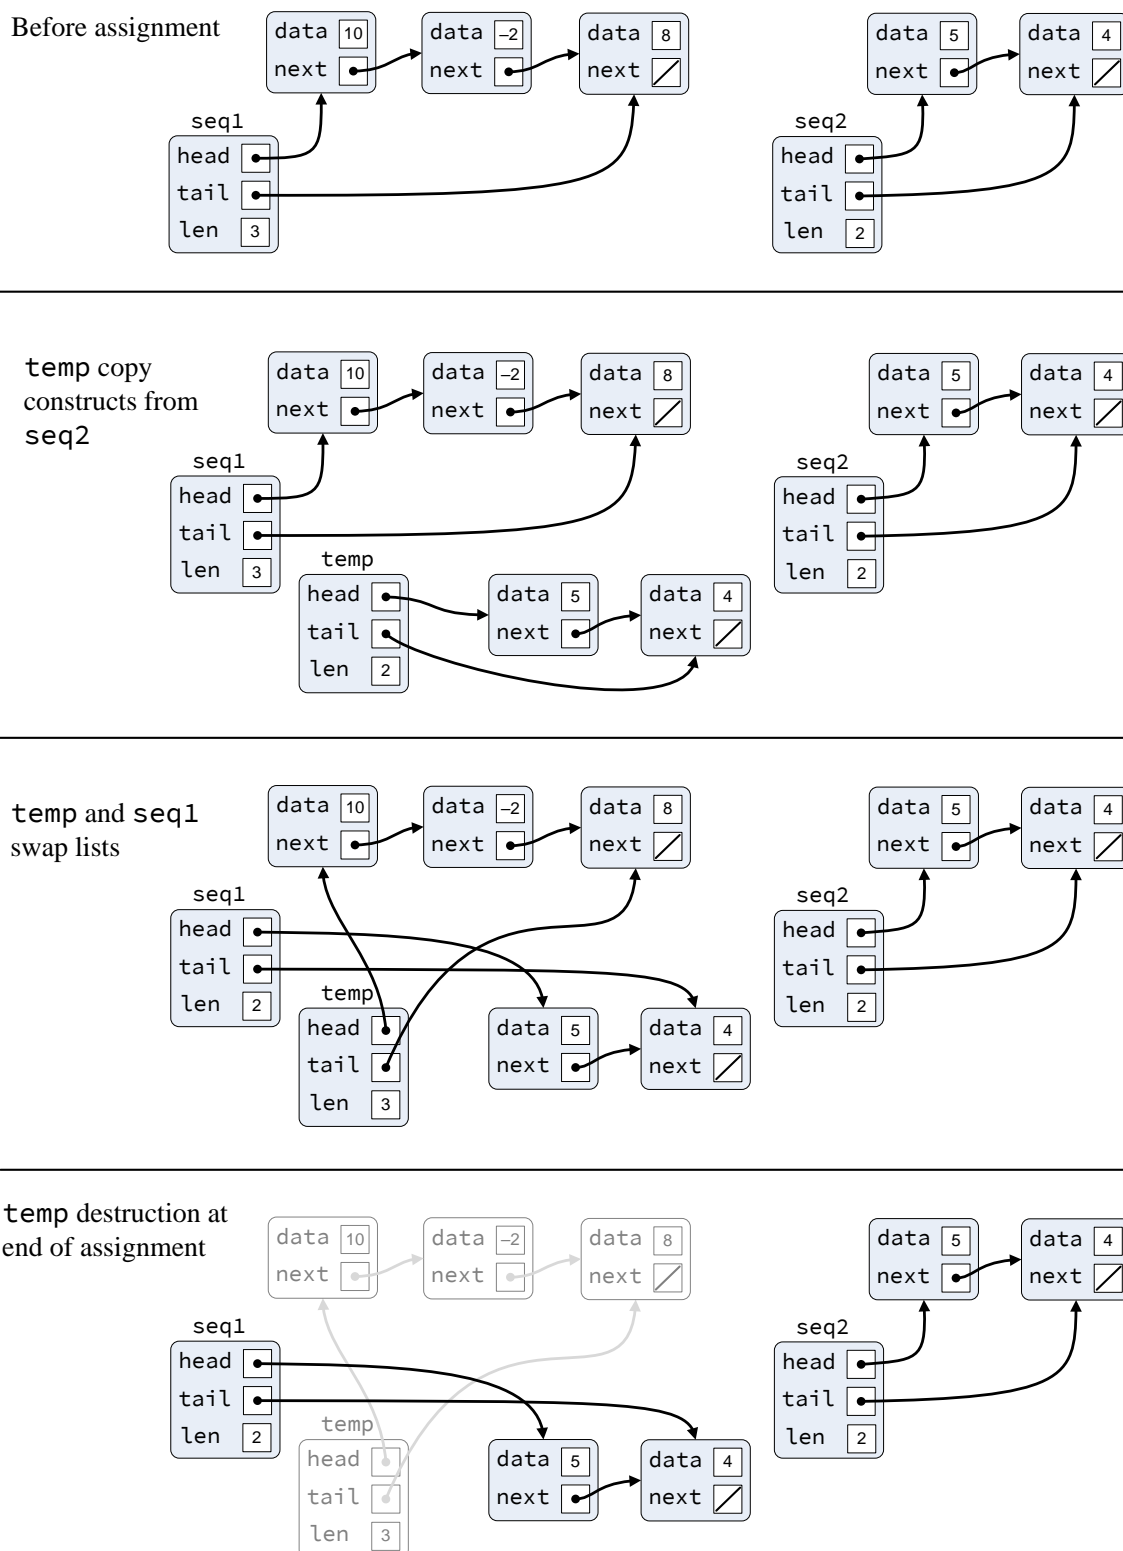 Before assignment
data 10 data –2 data 8 data 5 data 4
next next next next next
seq1 seq2
head head
tail tail
len 3 len 2
temp copy
constructs from
seq2
data 10 data –2 data 8 data 5 data 4
next next next next next
seq1 seq2
head head
tail tail
len 3 len 2
temp
head data 5 data 4
tail next next
len 2
temp and seq1
swap lists
data 10 data –2 data 8 data 5 data 4
next next next next next
seq1 seq2
head head
tail tail
len 2 len 2
temp
head data 5 data 4
tail next next
len 3
temp destruction at
end of assignment
data 10 data –2 data 8 data 5 data 4
next next next next next
seq1 seq2
head head
tail tail
len 2 len 2
temp
head data 5 data 4
tail next next
len 3